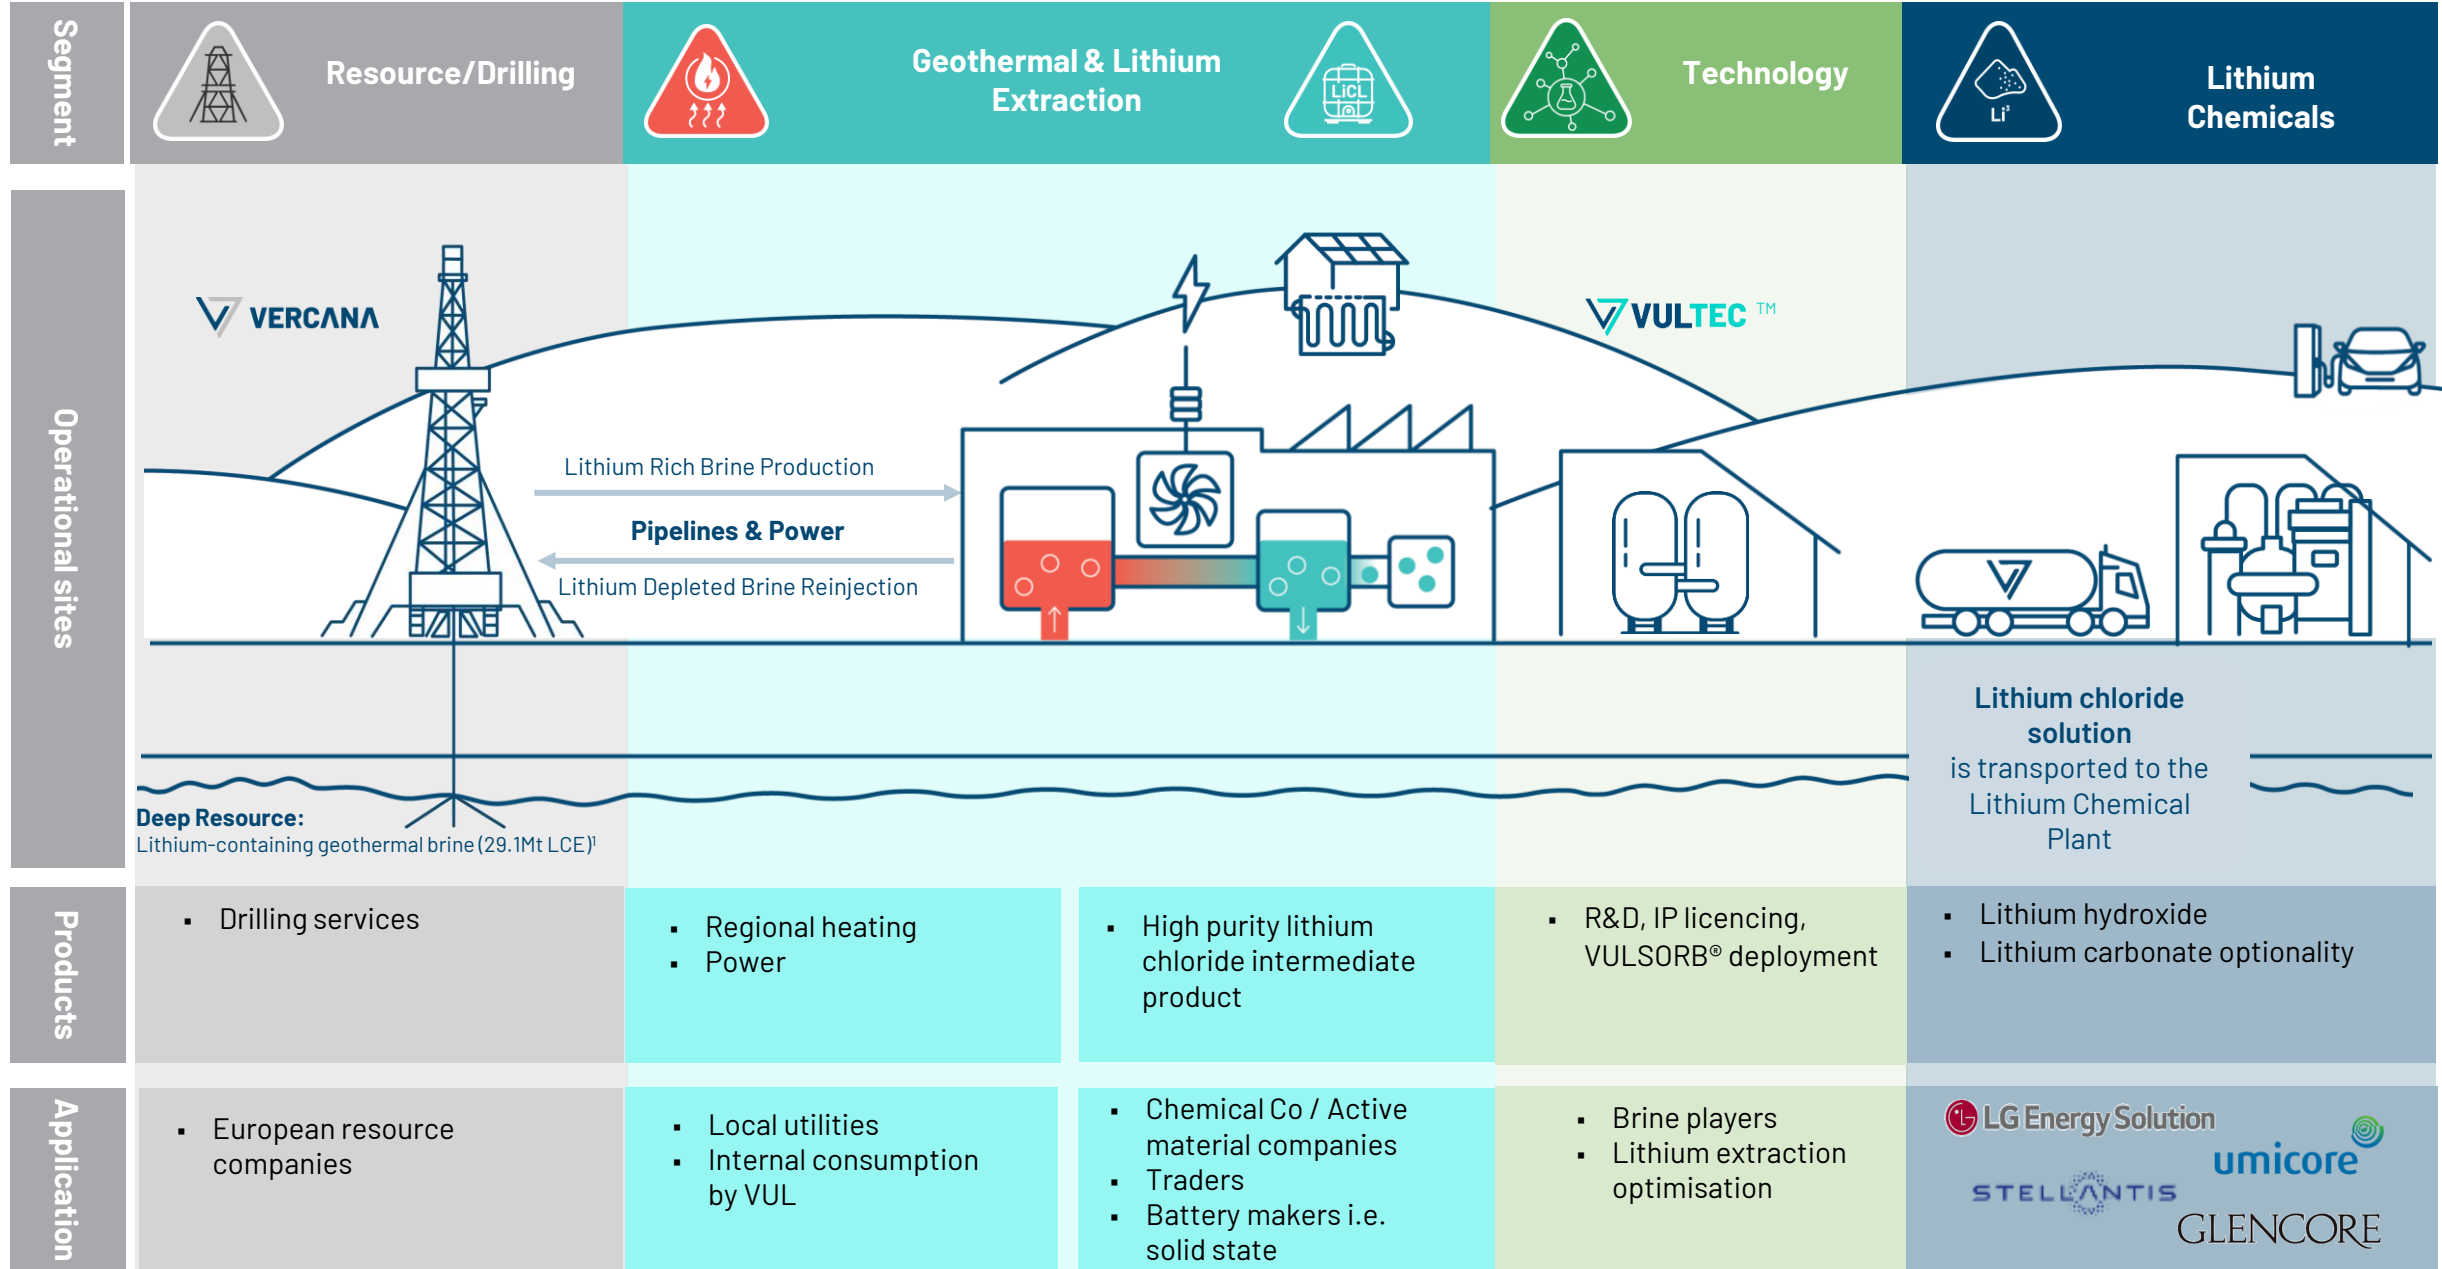 Segment
Resource/Drilling
Geothermal & Lithium
Extraction
LiCL
Technology
Li³
Lithium
Chemicals
Operational sites
VERCANA
VULTEC ™
Lithium Rich Brine Production
Pipelines & Power
Lithium Depleted Brine Reinjection
Deep Resource:
Lithium-containing geothermal brine (29.1Mt LCE)¹
Lithium chloride
solution
is transported to the
Lithium Chemical
Plant
Products
▪ Drilling services
▪ Regional heating
▪ Power
▪ High purity lithium
chloride intermediate
product
▪ R&D, IP licencing,
VULSORB® deployment
▪ Lithium hydroxide
▪ Lithium carbonate optionality
Application
▪ European resource
companies
▪ Local utilities
▪ Internal consumption
by VUL
▪ Chemical Co / Active
material companies
▪ Traders
▪ Battery makers i.e.
solid state
▪ Brine players
▪ Lithium extraction
optimisation
LG Energy Solution
umicore
STELLANTIS
GLENCORE